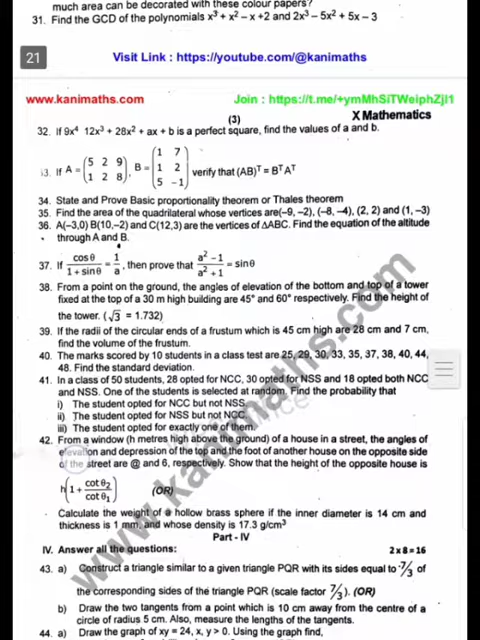 much area can be decorated with these colour papers?
31. Find the GCD of the polynomials x³ + x² – x +2 and 2x³ – 5x² + 5x – 3
21
Visit Link : https://youtube.com/@kanimaths
www.kanimaths.com
Join : https://t.me/+ymMhSiTWeiphZjI1
(3)
X Mathematics
32. If 9x⁴ 12x³ + 28x² + ax + b is a perfect square, find the values of a and b.
3. If A = (5 2 9
1 2 8), B = (1 7
1 2
5 -1) verify that (AB)ᵀ = BᵀAᵀ
34. State and Prove Basic proportionality theorem or Thales theorem
35. Find the area of the quadrilateral whose vertices are(-9, -2), (-8, -4), (2, 2) and (1, -3)
36. A(-3,0) B(10,-2) and C(12,3) are the vertices of ΔABC. Find the equation of the altitude
through A and B.
37. If cosθ / 1 + sinθ = 1/a, then prove that a² – 1 / a² + 1 = sinθ
38. From a point on the ground, the angles of elevation of the bottom and top of a tower
fixed at the top of a 30 m high building are 45° and 60° respectively. Find the height of
the tower. (√3 = 1.732)
39. If the radii of the circular ends of a frustum which is 45 cm high are 28 cm and 7 cm,
find the volume of the frustum.
40. The marks scored by 10 students in a class test are 25, 29, 30, 33, 35, 37, 38, 40, 44,
48. Find the standard deviation.
41. In a class of 50 students, 28 opted for NCC, 30 opted for NSS and 18 opted both NCC
and NSS. One of the students is selected at random. Find the probability that
i) The student opted for NCC but not NSS.
ii) The student opted for NSS but not NCC
iii) The student opted for exactly one of them.
42. From a window (h metres high above the ground) of a house in a street, the angles of
elevation and depression of the top and the foot of another house on the opposite side
of the street are @ and 6, respectively. Show that the height of the opposite house is
h(1 + cot θ₂ / cot θ₁) (OR)
Calculate the weight of a hollow brass sphere if the inner diameter is 14 cm and
thickness is 1 mm, and whose density is 17.3 g/cm³
Part - IV
IV. Answer all the questions: 2 x 8 = 16
43. a) Construct a triangle similar to a given triangle PQR with its sides equal to 7/3 of
the corresponding sides of the triangle PQR (scale factor 7/3). (OR)
b) Draw the two tangents from a point which is 10 cm away from the centre of a
circle of radius 5 cm. Also, measure the lengths of the tangents.
44. a) Draw the graph of xy = 24, x, y > 0. Using the graph find,
www.kanimaths.com